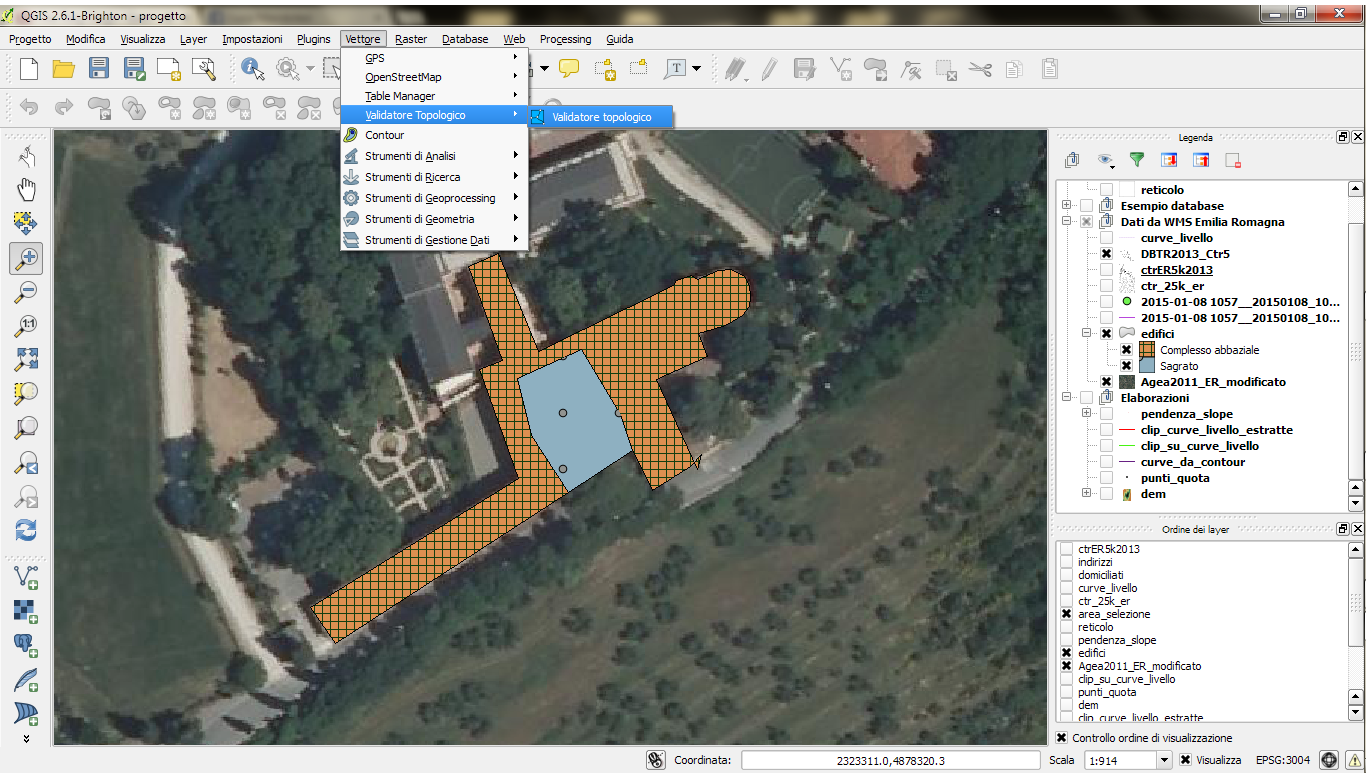 QGIS 2.6.1-Brighton - progetto
Progetto Modifica Visualizza Layer Impostazioni Plugins Vettore Raster Database Web Processing Guida
GPS
OpenStreetMap
Table Manager
Validatore Topologico
Validatore topologico
Contour
Strumenti di Analisi
Strumenti di Ricerca
Strumenti di Geoprocessing
Strumenti di Geometria
Strumenti di Gestione Dati
Legenda
reticolo
Esempio database
Dati da WMS Emilia Romagna
curve_livello
DBTR2013_Ctr5
ctrER5k2013
ctr_25k_er
2015-01-08 1057__20150108_10...
2015-01-08 1057__20150108_10...
edifici
Complesso abbaziale
Sagrato
Agea2011_ER_modificato
Elaborazioni
pendenza_slope
clip_curve_livello_estratte
clip_su_curve_livello
curve_da_contour
punti_quota
dem
Ordine dei layer
ctrER5k2013
indirizzi
domiciliati
curve_livello
ctr_25k_er
area_selezione
reticolo
pendenza_slope
edifici
Agea2011_ER_modificato
clip_su_curve_livello
punti_quota
dem
clip_curve_livello_estratte
Controllo ordine di visualizzazione
Coordinata: 2323311.0,4878320.3 Scala 1:914 Visualizza EPSG:3004